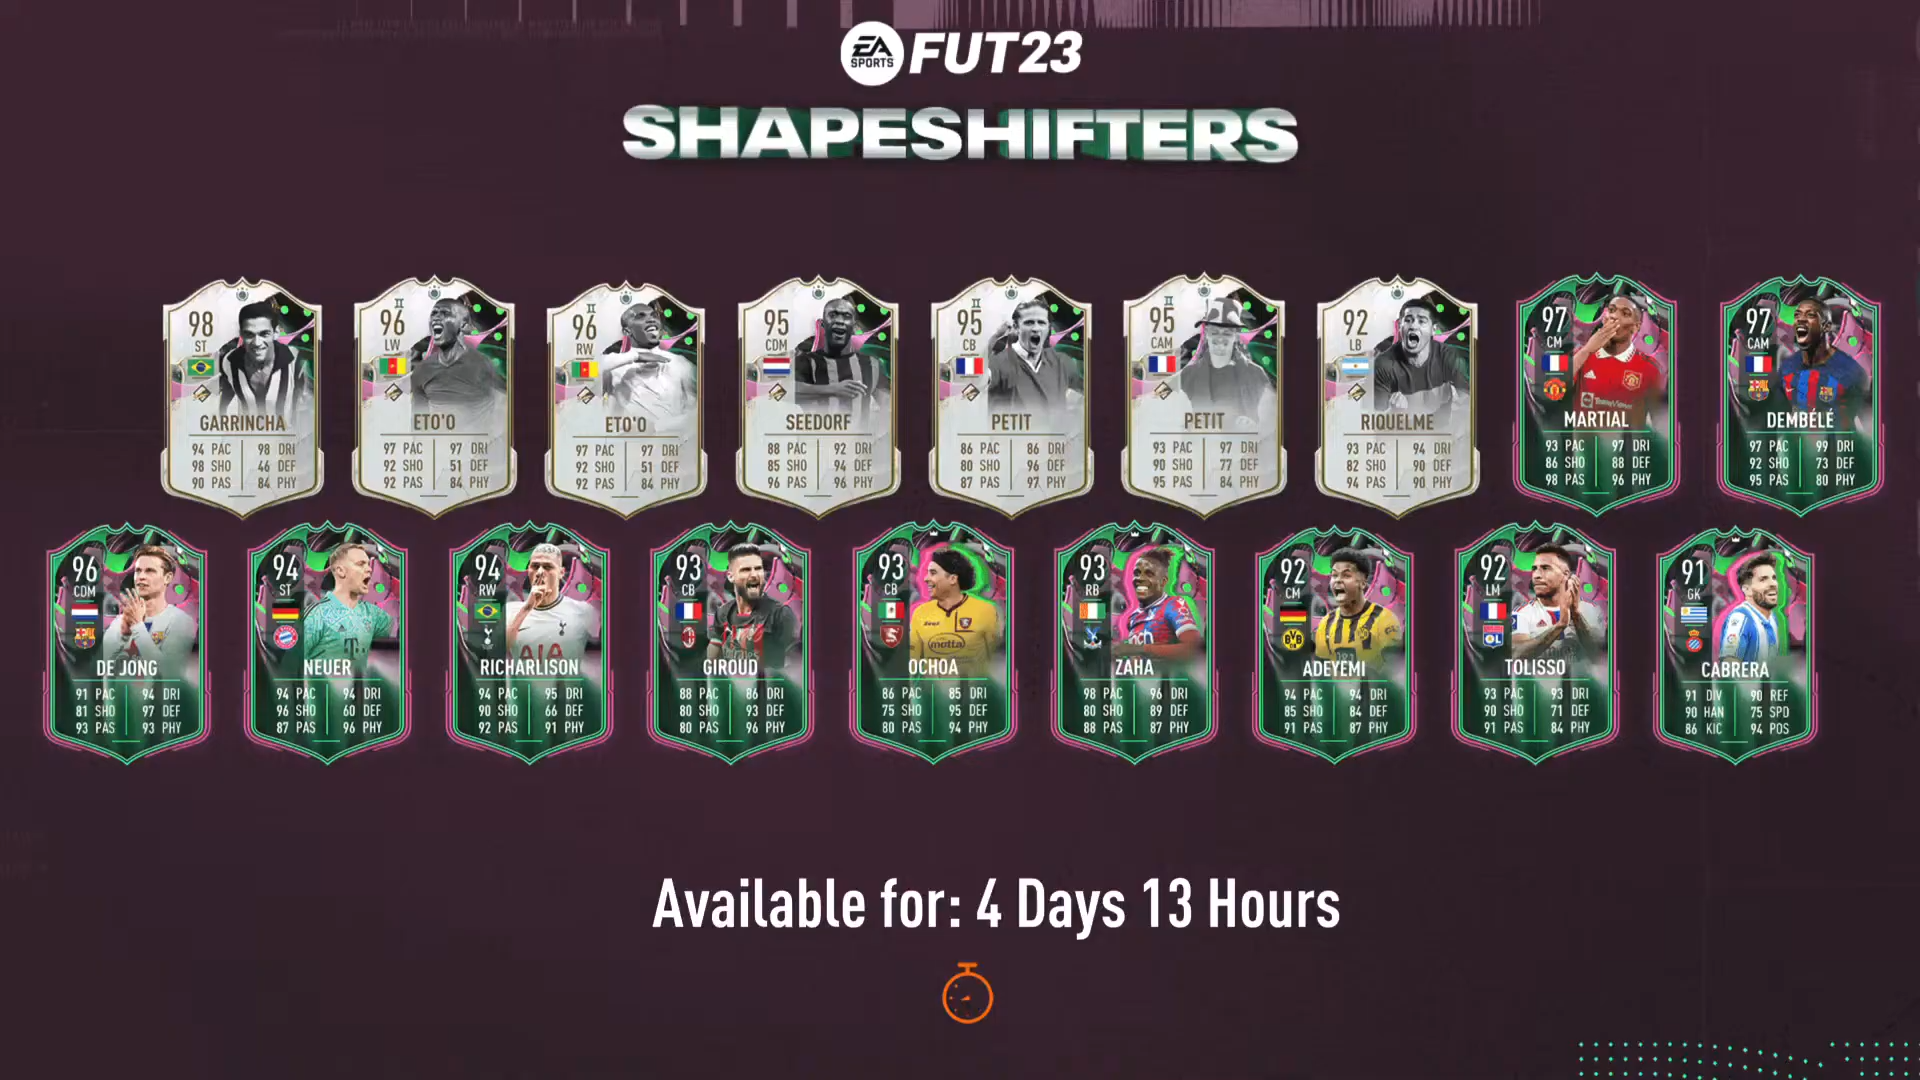 EA SPORTS FUT23
SHAPESHIFTERS
98 ST GARRINCHA
94 PAC 98 DRI
98 SHO 46 DEF
90 PAS 84 PHY
II 96 LW ETO'O
97 PAC 97 DRI
92 SHO 51 DEF
92 PAS 84 PHY
II 96 RW ETO'O
97 PAC 97 DRI
92 SHO 51 DEF
92 PAS 84 PHY
95 CDM SEEDORF
88 PAC 92 DRI
85 SHO 94 DEF
96 PAS 96 PHY
II 95 CB PETIT
86 PAC 86 DRI
80 SHO 96 DEF
87 PAS 97 PHY
II 95 CAM PETIT
93 PAC 97 DRI
90 SHO 77 DEF
95 PAS 84 PHY
92 LB RIQUELME
93 PAC 94 DRI
82 SHO 90 DEF
94 PAS 90 PHY
97 CM MARTIAL
93 PAC 97 DRI
86 SHO 88 DEF
98 PAS 96 PHY
97 CAM DEMBÉLÉ
97 PAC 99 DRI
92 SHO 73 DEF
95 PAS 80 PHY
96 CDM DE JONG
91 PAC 94 DRI
81 SHO 97 DEF
93 PAS 93 PHY
94 ST NEUER
94 PAC 94 DRI
96 SHO 60 DEF
87 PAS 96 PHY
94 RW RICHARLISON
94 PAC 95 DRI
90 SHO 66 DEF
92 PAS 91 PHY
93 CB GIROUD
88 PAC 86 DRI
80 SHO 93 DEF
80 PAS 96 PHY
93 CB OCHOA
86 PAC 85 DRI
75 SHO 95 DEF
80 PAS 94 PHY
93 RB ZAHA
98 PAC 96 DRI
80 SHO 89 DEF
88 PAS 87 PHY
92 CM ADEYEMI
94 PAC 94 DRI
85 SHO 84 DEF
91 PAS 87 PHY
92 LM TOLISSO
93 PAC 93 DRI
90 SHO 71 DEF
91 PAS 84 PHY
91 GK CABRERA
91 DIV 90 REF
90 HAN 75 SPD
86 KIC 94 POS
Available for: 4 Days 13 Hours